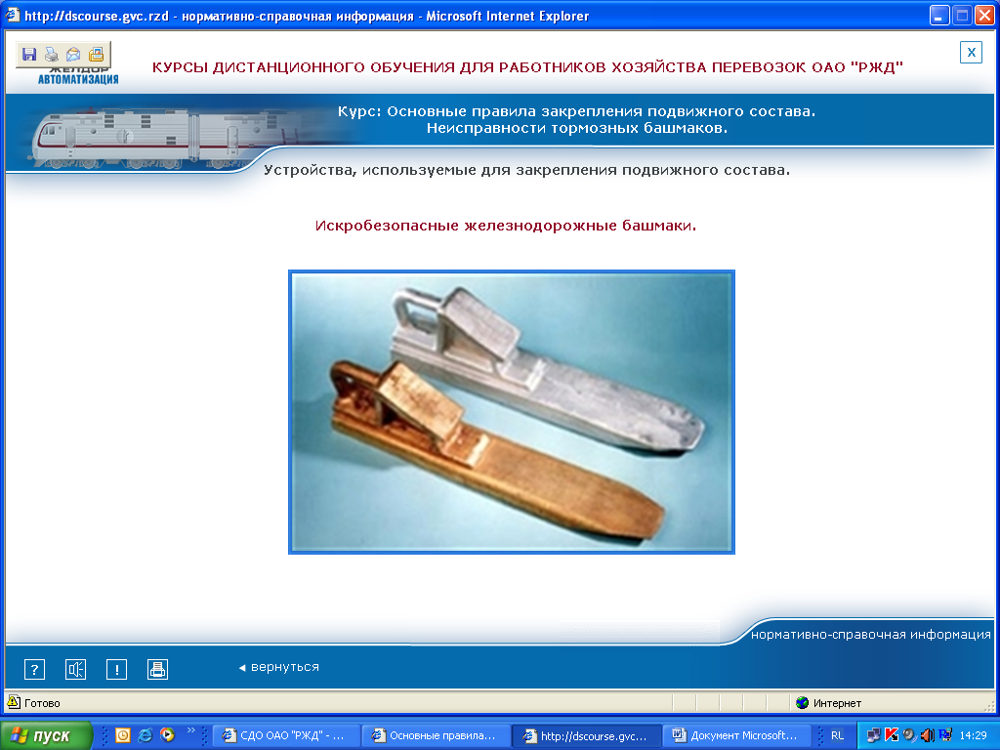 http://dscourse.gvc.rzd - нормативно-справочная информация - Microsoft Internet Explorer
ЖЕЛДОР
АВТОМАТИЗАЦИЯ
КУРСЫ ДИСТАНЦИОННОГО ОБУЧЕНИЯ ДЛЯ РАБОТНИКОВ ХОЗЯЙСТВА ПЕРЕВОЗОК ОАО "РЖД"
X
Курс: Основные правила закрепления подвижного состава.
Неисправности тормозных башмаков.
Устройства, используемые для закрепления подвижного состава.
Искробезопасные железнодорожные башмаки.
нормативно-справочная информация
? ! ◄ вернуться
Готово Интернет
пуск » СДО ОАО "РЖД" - ... Основные правила... http://dscourse.gvc... Документ Microsoft... RL 14:29